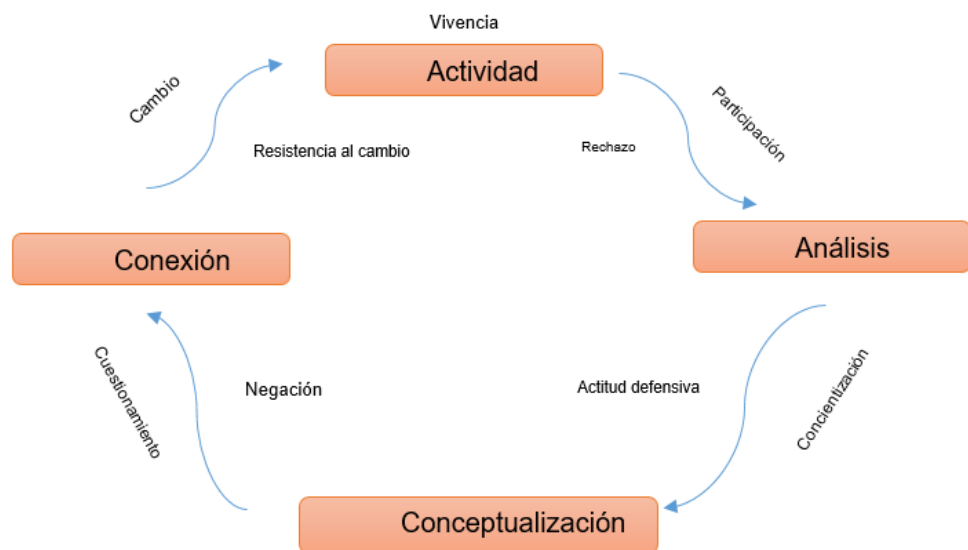 Vivencia
Actividad
Cambio
Participación
Resistencia al cambio
Rechazo
Conexión
Análisis
Cuestionamiento
Negación
Actitud defensiva
Concientización
Conceptualización